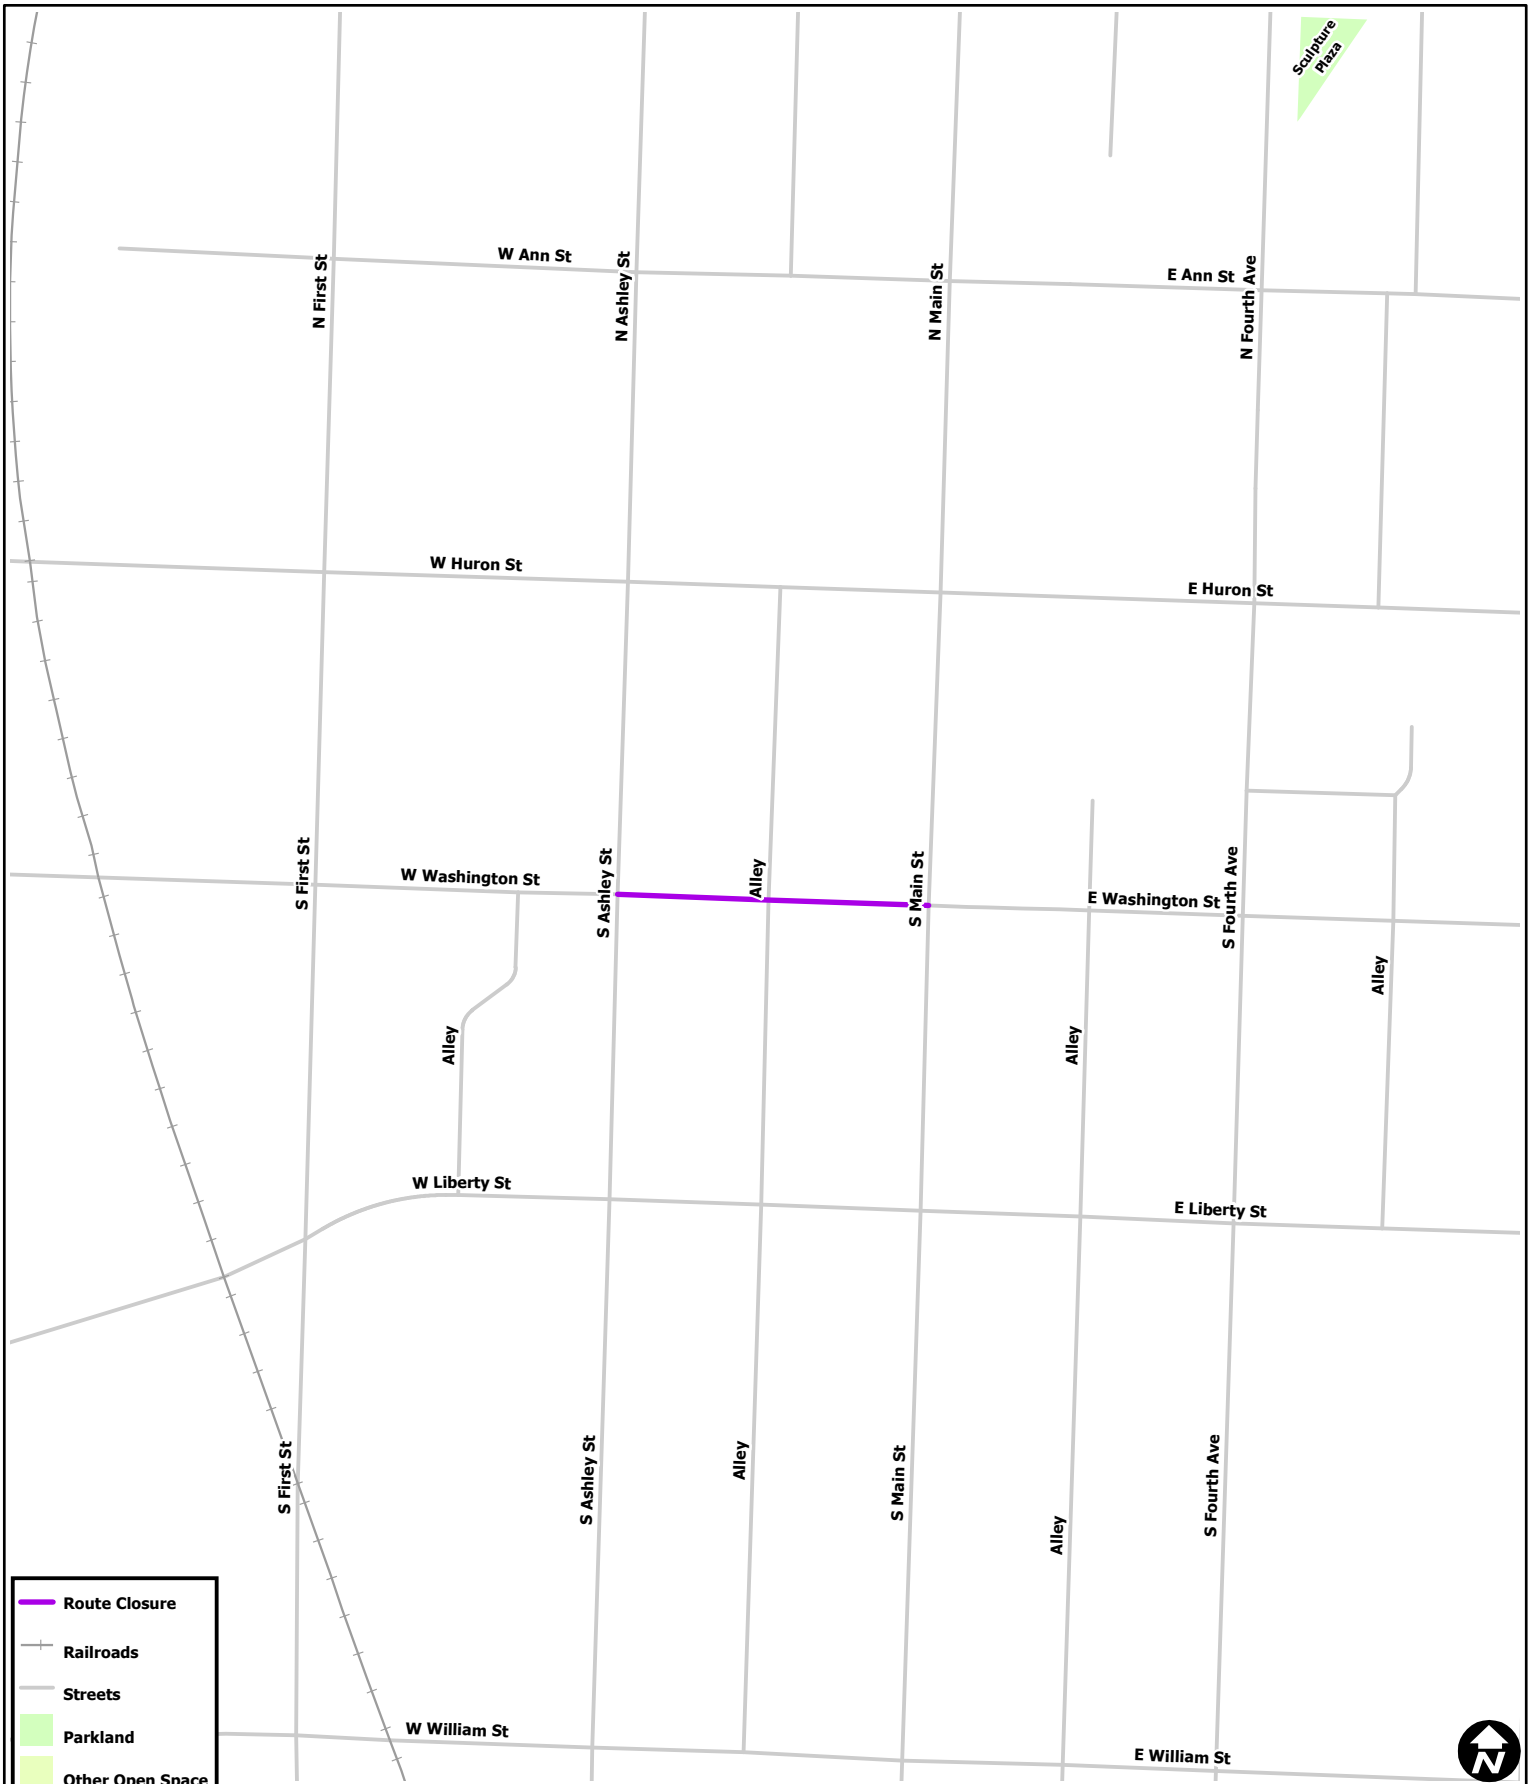 Sculpture
Plaza
W Ann St
E Ann St
N First St
N Ashley St
N Main St
N Fourth Ave
W Huron St
E Huron St
S First St
W Washington St
S Ashley St
Alley
S Main St
E Washington St
S Fourth Ave
Alley
Alley
Alley
W Liberty St
E Liberty St
S First St
S Ashley St
Alley
S Main St
Alley
S Fourth Ave
Route Closure
Railroads
Streets
Parkland
Other Open Space
W William St
E William St
N